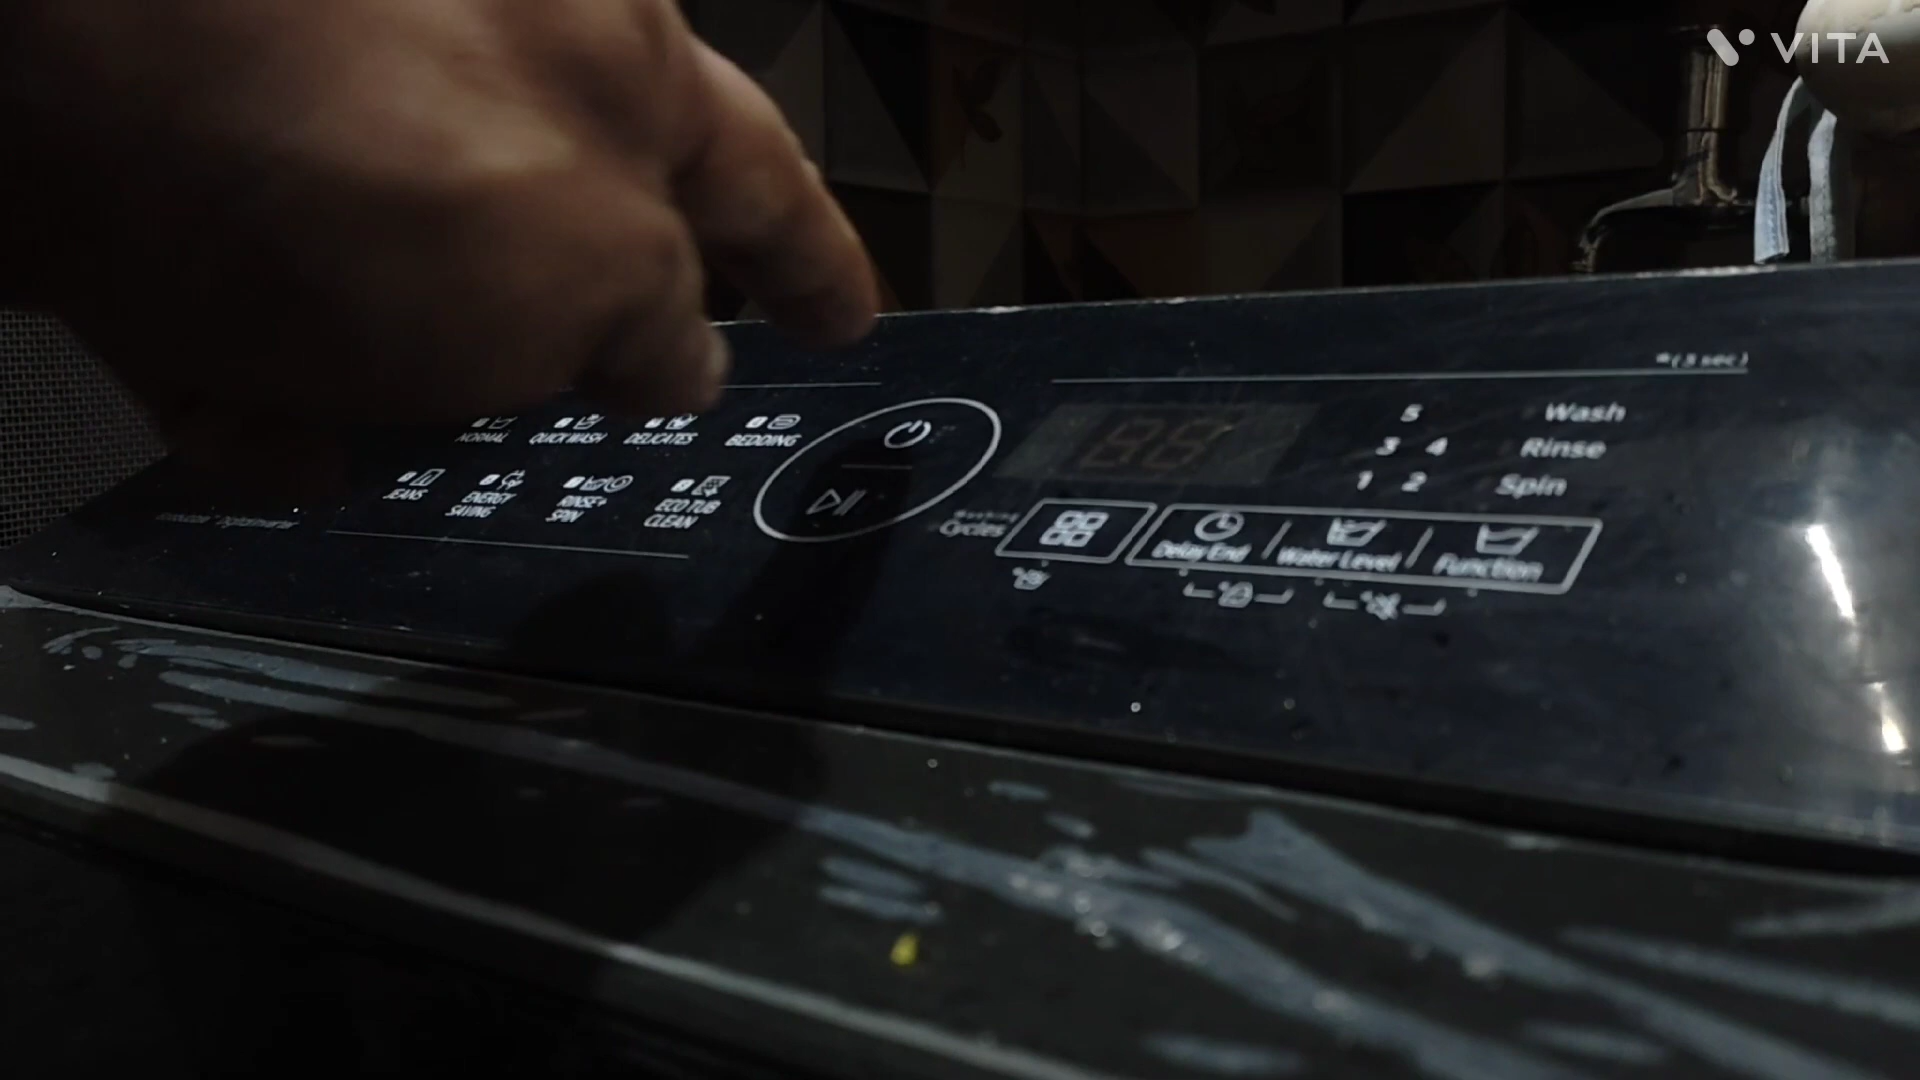 VITA
*(3 sec)
NORMAL QUICK WASH DELICATES BEDDING
JEANS ENERGY SAVING RINSE+ SPIN ECO TUB CLEAN
88
5 Wash
3 4 Rinse
1 2 Spin
Cycles
Delay End Water Level Function